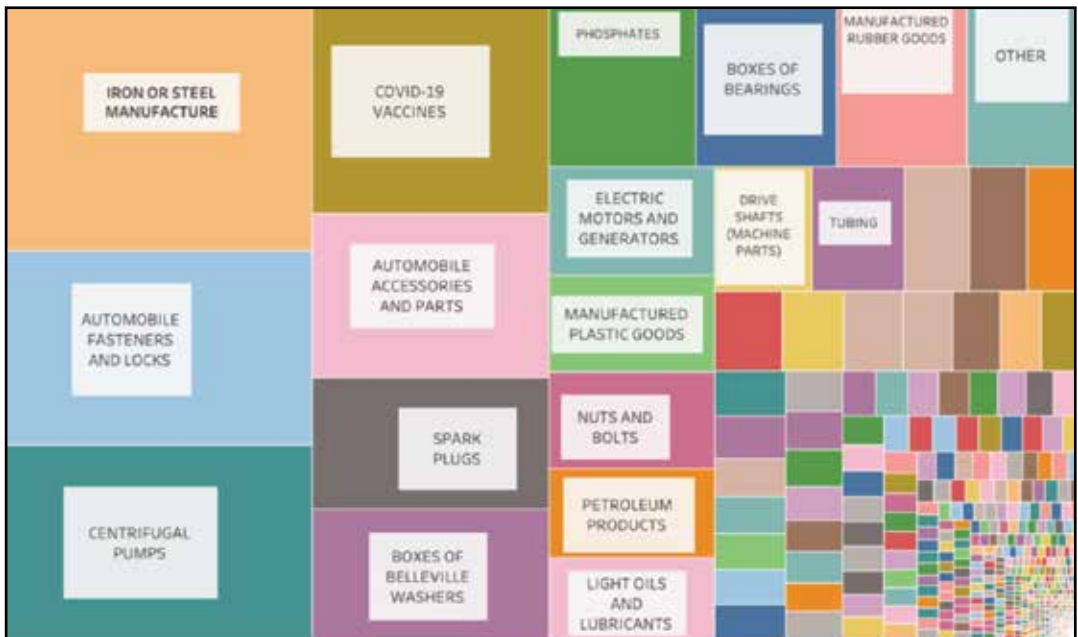 IRON OR STEEL
MANUFACTURE
AUTOMOBILE
FASTENERS
AND LOCKS
CENTRIFUGAL
PUMPS
COVID-19
VACCINES
AUTOMOBILE
ACCESSORIES
AND PARTS
SPARK
PLUGS
BOXES OF
BELLEVILLE
WASHERS
PHOSPHATES
BOXES OF
BEARINGS
MANUFACTURED
RUBBER GOODS
OTHER
ELECTRIC
MOTORS AND
GENERATORS
DRIVE
SHAFTS
(MACHINE
PARTS)
TUBING
MANUFACTURED
PLASTIC GOODS
NUTS AND
BOLTS
PETROLEUM
PRODUCTS
LIGHT OILS
AND
LUBRICANTS